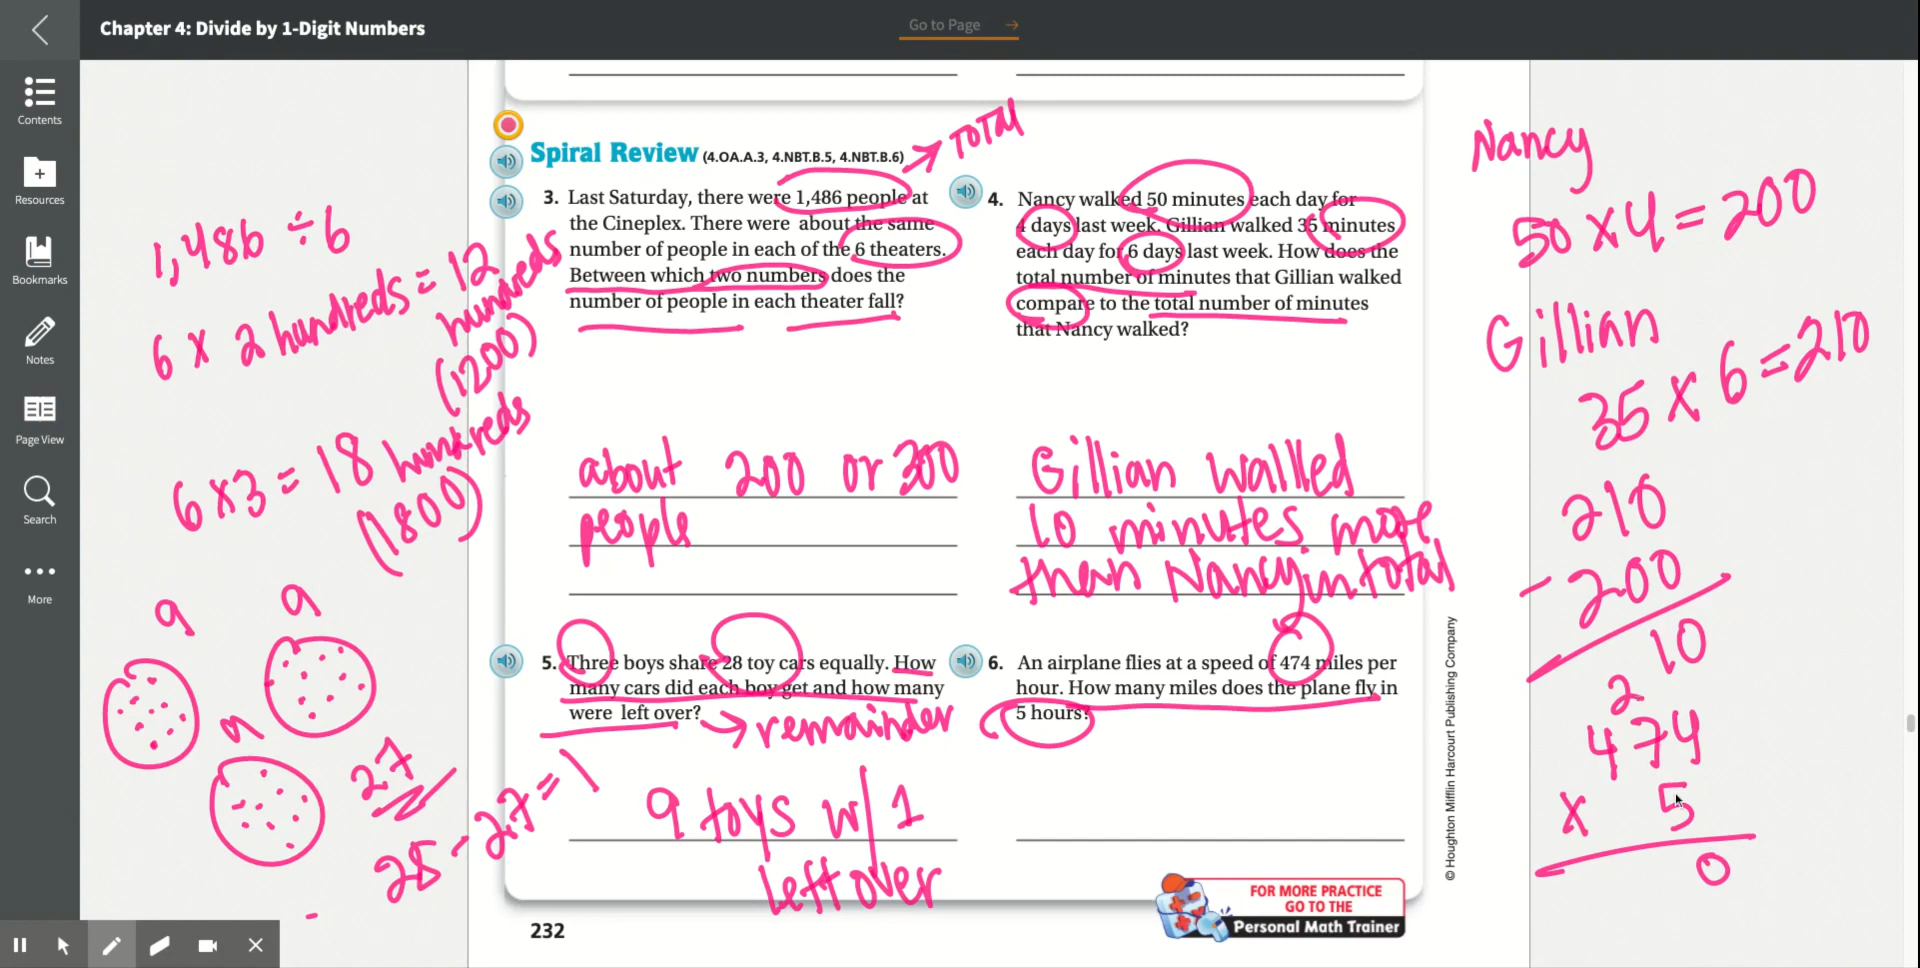 Chapter 4: Divide by 1-Digit Numbers
Go to Page →
Contents
Resources
Bookmarks
Notes
Page View
Search
More
Spiral Review (4.OA.A.3, 4.NBT.B.5, 4.NBT.B.6)
→ TOTAL
3. Last Saturday, there were 1,486 people at
the Cineplex. There were about the same
number of people in each of the 6 theaters.
Between which two numbers does the
number of people in each theater fall?
1,486 ÷ 6
6 x 2 hundreds = 12
hundreds
(1200)
6 x 3 = 18 hundreds
(1800)
about 200 or 300
people
4. Nancy walked 50 minutes each day for
4 days last week. Gillian walked 35 minutes
each day for 6 days last week. How does the
total number of minutes that Gillian walked
compare to the total number of minutes
that Nancy walked?
Nancy
50 x 4 = 200
Gillian
35 x 6 = 210
210
- 200
10
Gillian walked
10 minutes more
then Nancy in total
5. Three boys share 28 toy cars equally. How
many cars did each boy get and how many
were left over?
→ remainder
9
9
9
27
28 - 27 = 1
9 toys w/ 1
left over
6. An airplane flies at a speed of 474 miles per
hour. How many miles does the plane fly in
5 hours?
2
474
x 5
0
© Houghton Mifflin Harcourt Publishing Company
FOR MORE PRACTICE
GO TO THE
Personal Math Trainer
232